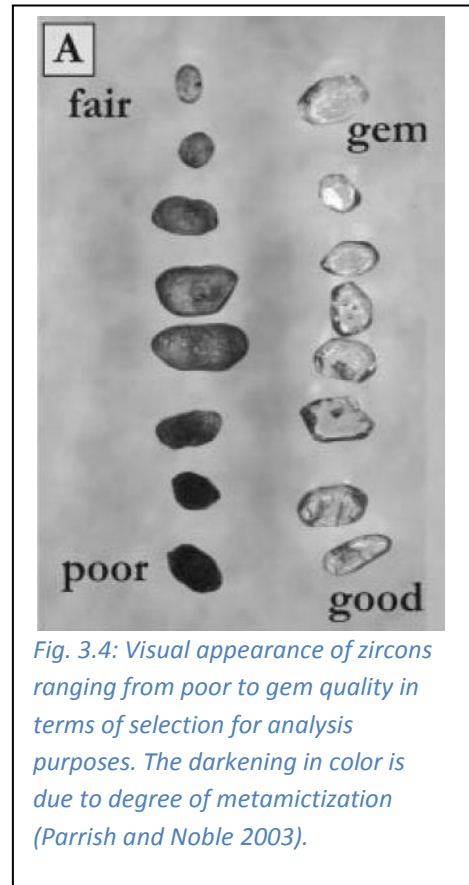 A
fair
gem
poor
good
Fig. 3.4: Visual appearance of zircons
ranging from poor to gem quality in
terms of selection for analysis
purposes. The darkening in color is
due to degree of metamictization
(Parrish and Noble 2003).